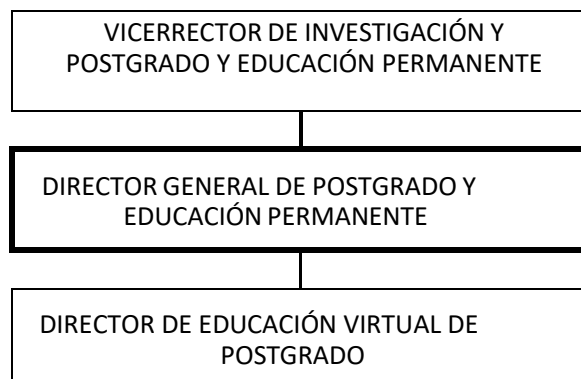 VICERRECTOR DE INVESTIGACIÓN Y
POSTGRADO Y EDUCACIÓN PERMANENTE
DIRECTOR GENERAL DE POSTGRADO Y
EDUCACIÓN PERMANENTE
DIRECTOR DE EDUCACIÓN VIRTUAL DE
POSTGRADO